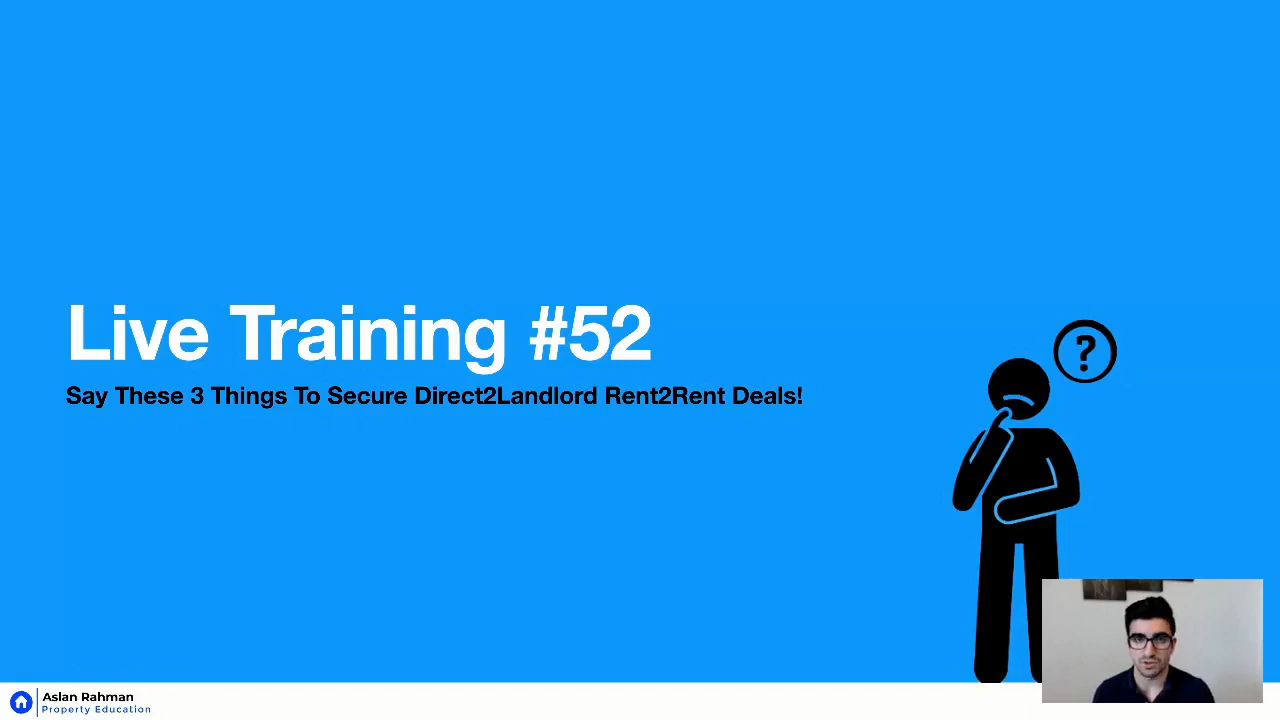 Live Training #52
Say These 3 Things To Secure Direct2Landlord Rent2Rent Deals!
?
Aslan Rahman
Property Education